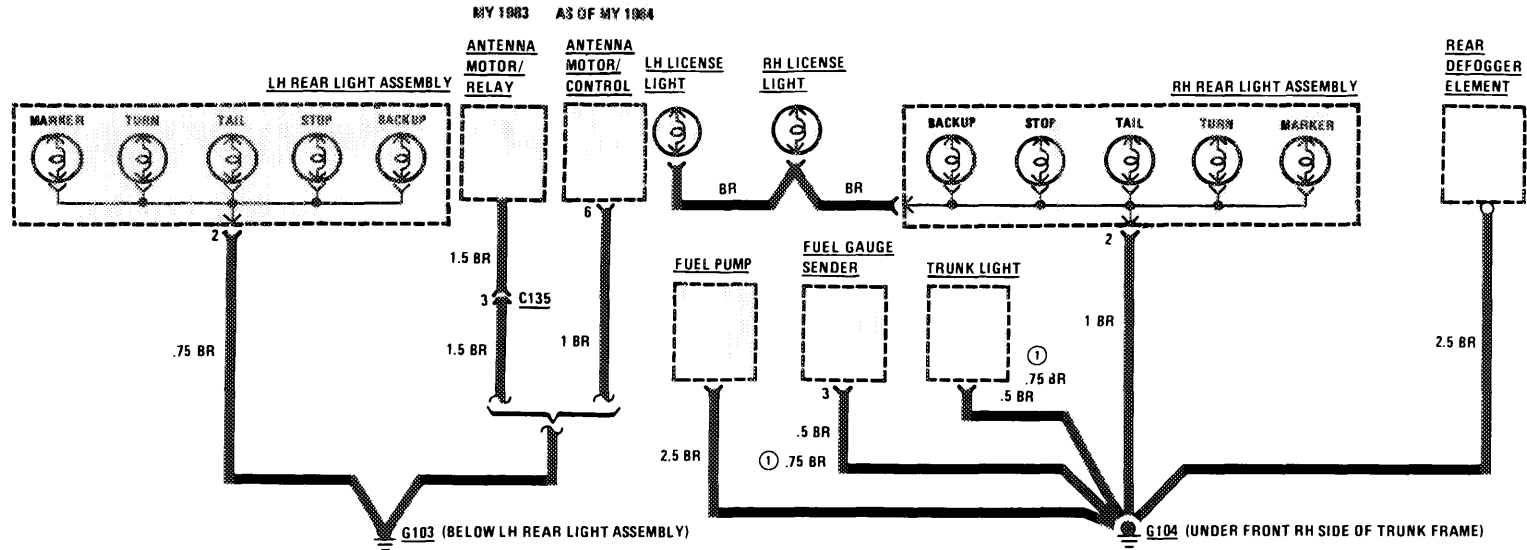 MY 1983 AS OF MY 1984
ANTENNA MOTOR/ RELAY
ANTENNA MOTOR/ CONTROL
LH LICENSE LIGHT
RH LICENSE LIGHT
REAR DEFOGGER ELEMENT
LH REAR LIGHT ASSEMBLY
RH REAR LIGHT ASSEMBLY
MARKER TURN TAIL STOP BACKUP
BACKUP STOP TAIL TURN MARKER
BR BR
6
2
2
1.5 BR
FUEL PUMP
FUEL GAUGE SENDER
TRUNK LIGHT
3 C135
.75 BR
1.5 BR
1 BR
1 BR
2.5 BR
1
.75 BR
.5 BR
3
.5 BR
2.5 BR
1 .75 BR
G103 (BELOW LH REAR LIGHT ASSEMBLY)
G104 (UNDER FRONT RH SIDE OF TRUNK FRAME)